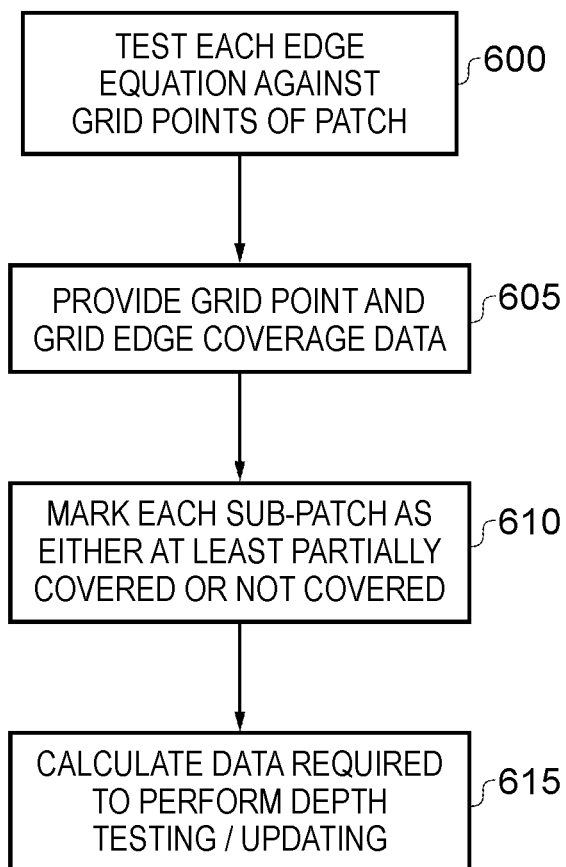 TEST EACH EDGE
EQUATION AGAINST
GRID POINTS OF PATCH
600
PROVIDE GRID POINT AND
GRID EDGE COVERAGE DATA
605
MARK EACH SUB-PATCH AS
EITHER AT LEAST PARTIALLY
COVERED OR NOT COVERED
610
CALCULATE DATA REQUIRED
TO PERFORM DEPTH
TESTING / UPDATING
615